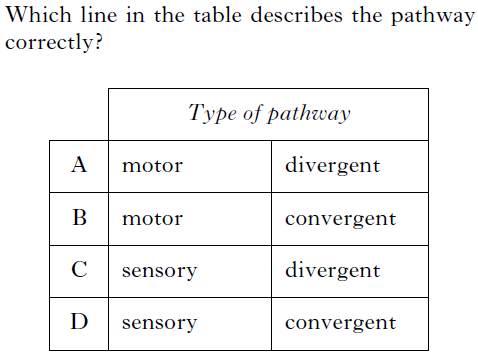 Which line in the table describes the pathway
correctly?
Type of pathway
A motor divergent
B motor convergent
C sensory divergent
D sensory convergent